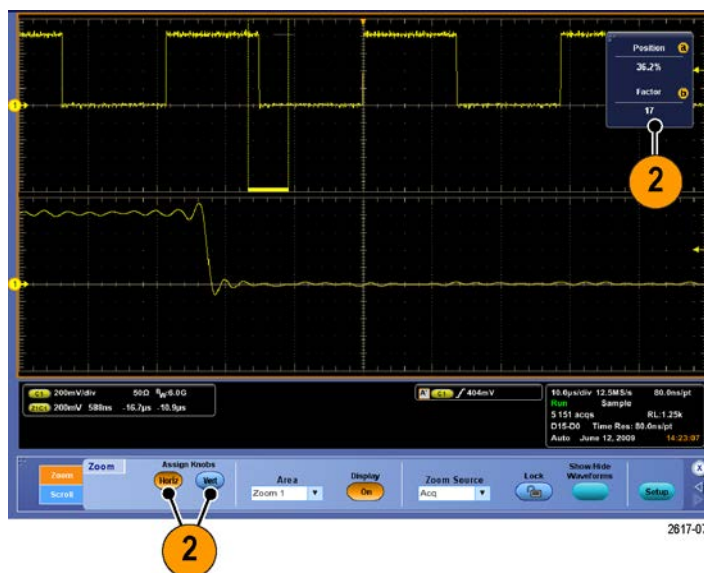 Position a
36.2%
Factor b
17
2
1
1
C1 200mV/div 50Ω BW:6.0G
Z1C1 200mV 588ns -16.7µs -10.9µs
A' C1 / 404mV
10.0µs/div 12.5MS/s 80.0ns/pt
Run Sample
5 151 acqs RL:1.25k
D15-D0 Time Res: 80.0ns/pt
Auto June 12, 2009 14:23:07
Zoom
Scroll
Zoom
Assign Knobs
Horiz
Vert
Area
Zoom 1
Display
On
Zoom Source
Acq
Lock
Show/Hide
Waveforms
Setup
X
2
2617-07